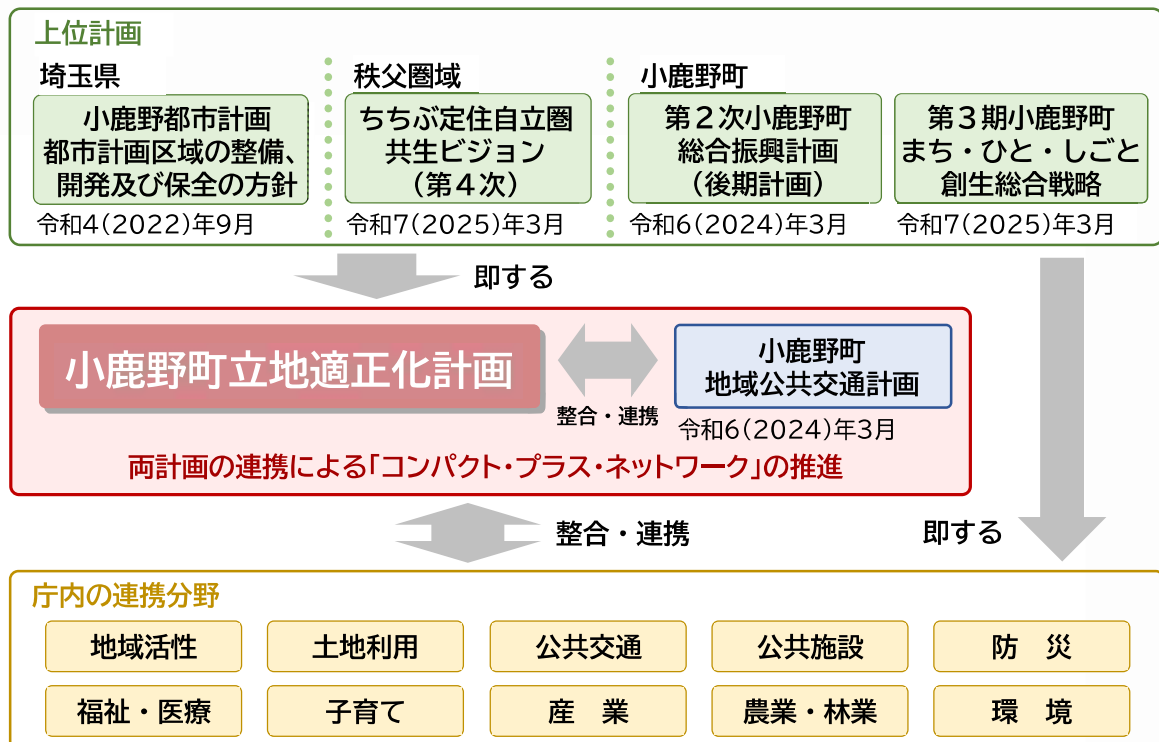 上位計画
埼玉県
小鹿野都市計画
都市計画区域の整備、
開発及び保全の方針
令和4(2022)年9月
秩父圏域
ちちぶ定住自立圏
共生ビジョン
(第4次)
令和7(2025)年3月
小鹿野町
第2次小鹿野町
総合振興計画
(後期計画)
令和6(2024)年3月
第3期小鹿野町
まち・ひと・しごと
創生総合戦略
令和7(2025)年3月
即する
小鹿野町立地適正化計画
整合・連携
小鹿野町
地域公共交通計画
令和6(2024)年3月
両計画の連携による「コンパクト・プラス・ネットワーク」の推進
整合・連携
即する
庁内の連携分野
地域活性
土地利用
公共交通
公共施設
防 災
福祉・医療
子育て
産 業
農業・林業
環 境